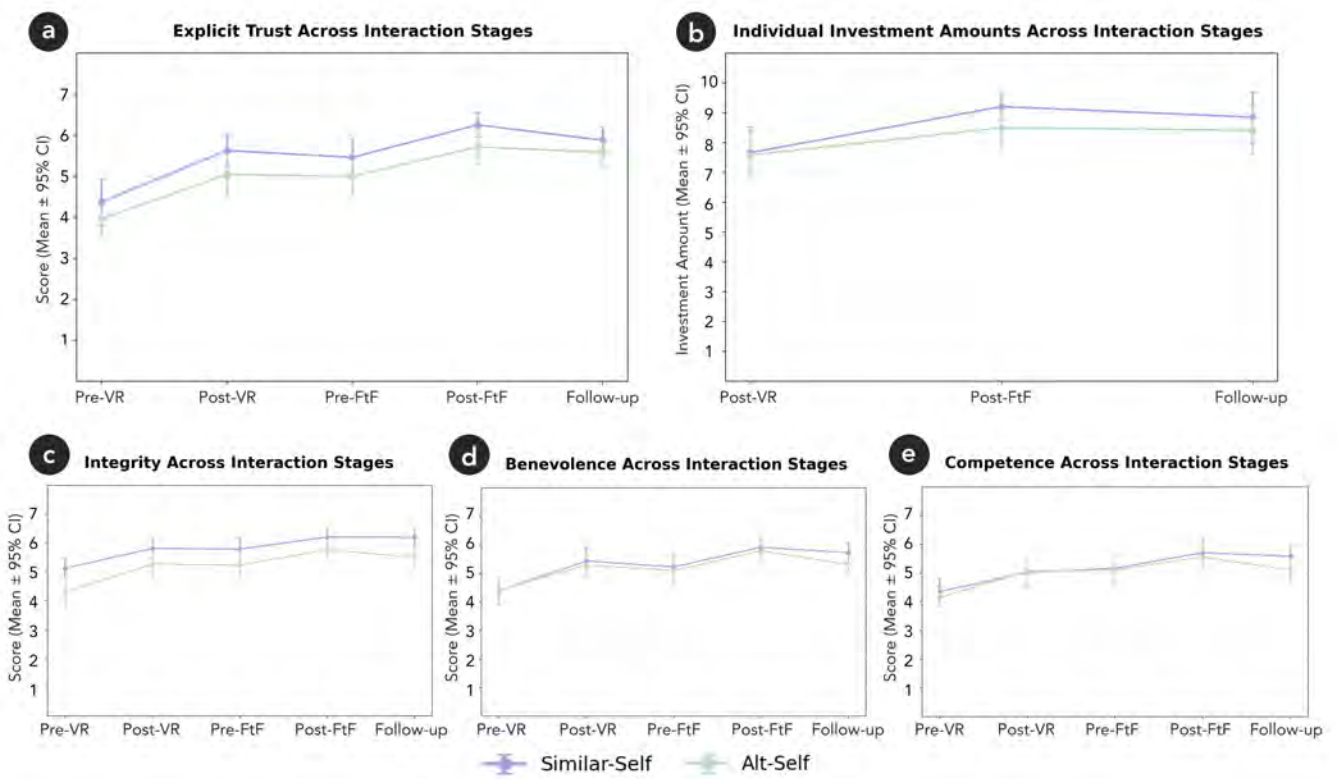 a Explicit Trust Across Interaction Stages
Score (Mean ± 95% CI)
7
6
5
4
3
2
1
Pre-VR Post-VR Pre-FtF Post-FtF Follow-up
b Individual Investment Amounts Across Interaction Stages
Investment Amount (Mean ± 95% CI)
10
9
8
7
6
5
4
3
2
1
Post-VR Post-FtF Follow-up
c Integrity Across Interaction Stages
Score (Mean ± 95% CI)
7
6
5
4
3
2
1
Pre-VR Post-VR Pre-FtF Post-FtF Follow-up
d Benevolence Across Interaction Stages
Score (Mean ± 95% CI)
7
6
5
4
3
2
1
Pre-VR Post-VR Pre-FtF Post-FtF Follow-up
e Competence Across Interaction Stages
Score (Mean ± 95% CI)
7
6
5
4
3
2
1
Pre-VR Post-VR Pre-FtF Post-FtF Follow-up
Similar-Self Alt-Self